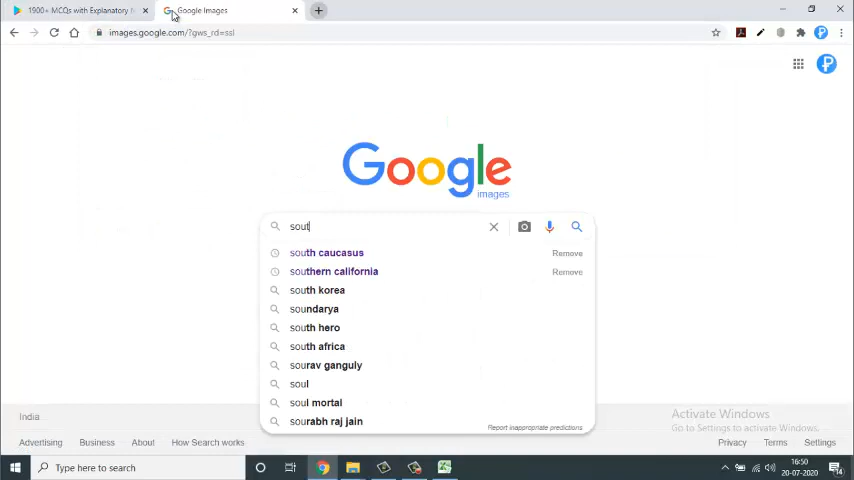 1900+ MCQs with Explanatory
Google Images
images.google.com/?gws_rd=ssl
Google
images
sout
south caucasus Remove
southern california Remove
south korea
soundarya
south hero
south africa
sourav ganguly
soul
soul mortal
sourabh raj jain
Report inappropriate predictions
Activate Windows
Go to Settings to activate Windows.
India
Advertising Business About How Search works Privacy Terms Settings
Type here to search
16:50
20-07-2020
14